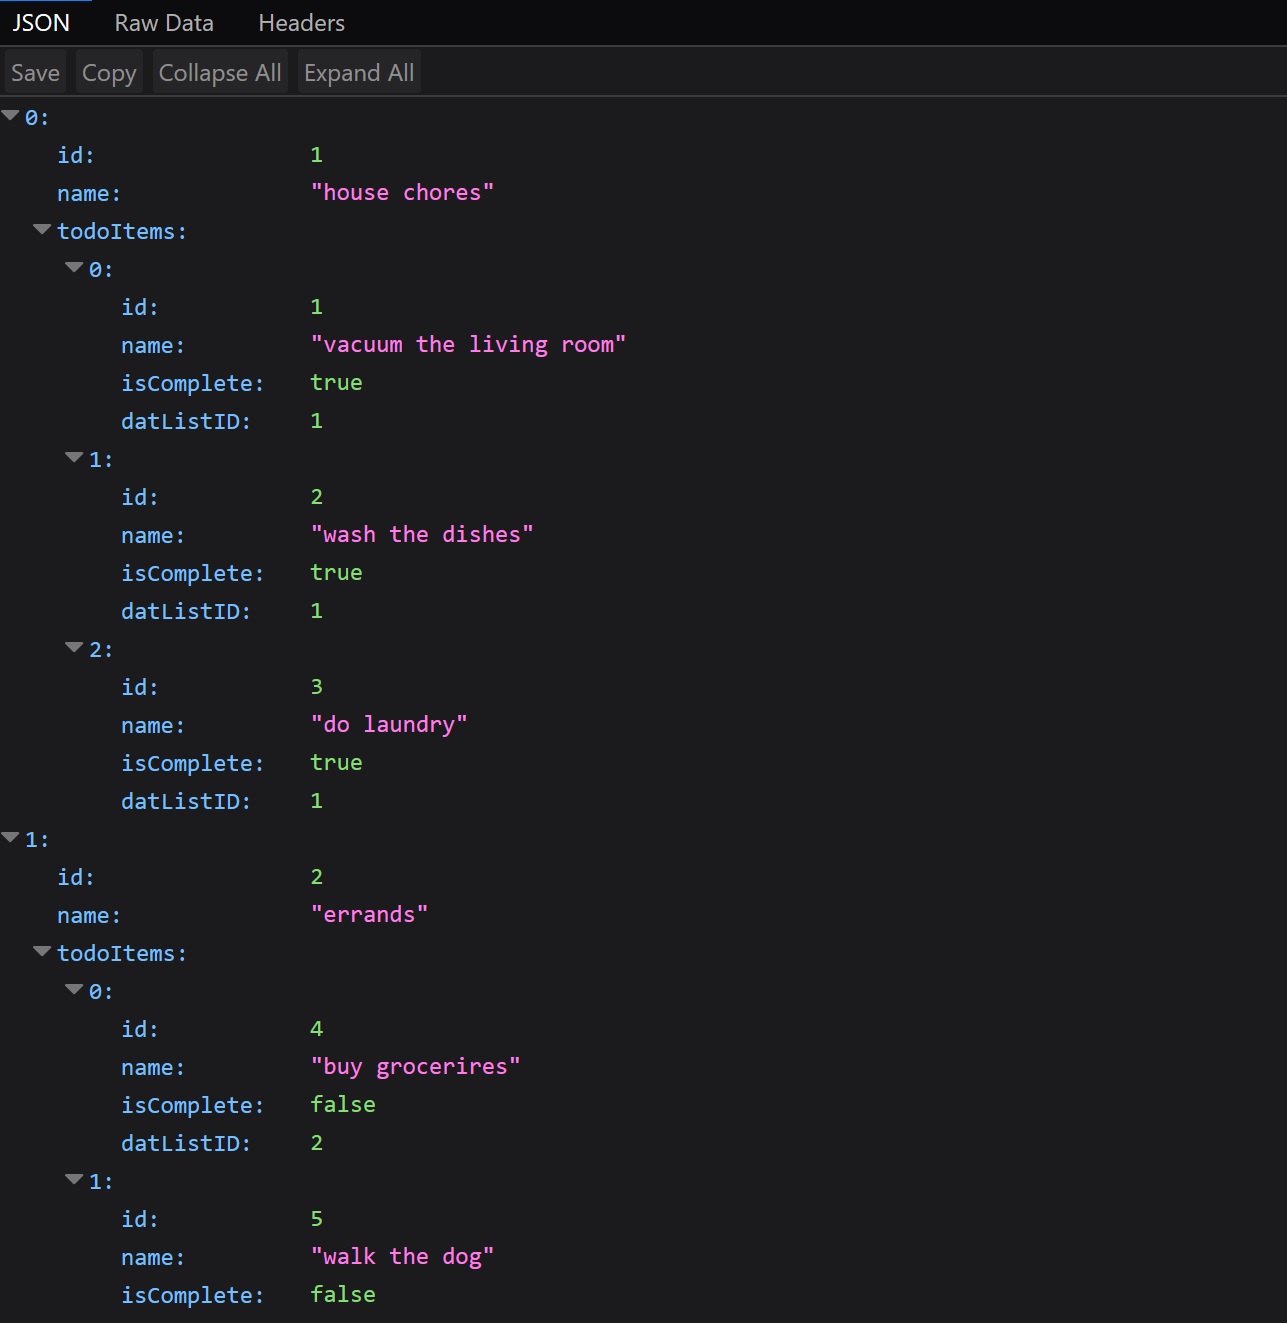 JSON Raw Data Headers
Save Copy Collapse All Expand All
0:
id: 1
name: "house chores"
todoItems:
0:
id: 1
name: "vacuum the living room"
isComplete: true
datListID: 1
1:
id: 2
name: "wash the dishes"
isComplete: true
datListID: 1
2:
id: 3
name: "do laundry"
isComplete: true
datListID: 1
1:
id: 2
name: "errands"
todoItems:
0:
id: 4
name: "buy grocerires"
isComplete: false
datListID: 2
1:
id: 5
name: "walk the dog"
isComplete: false